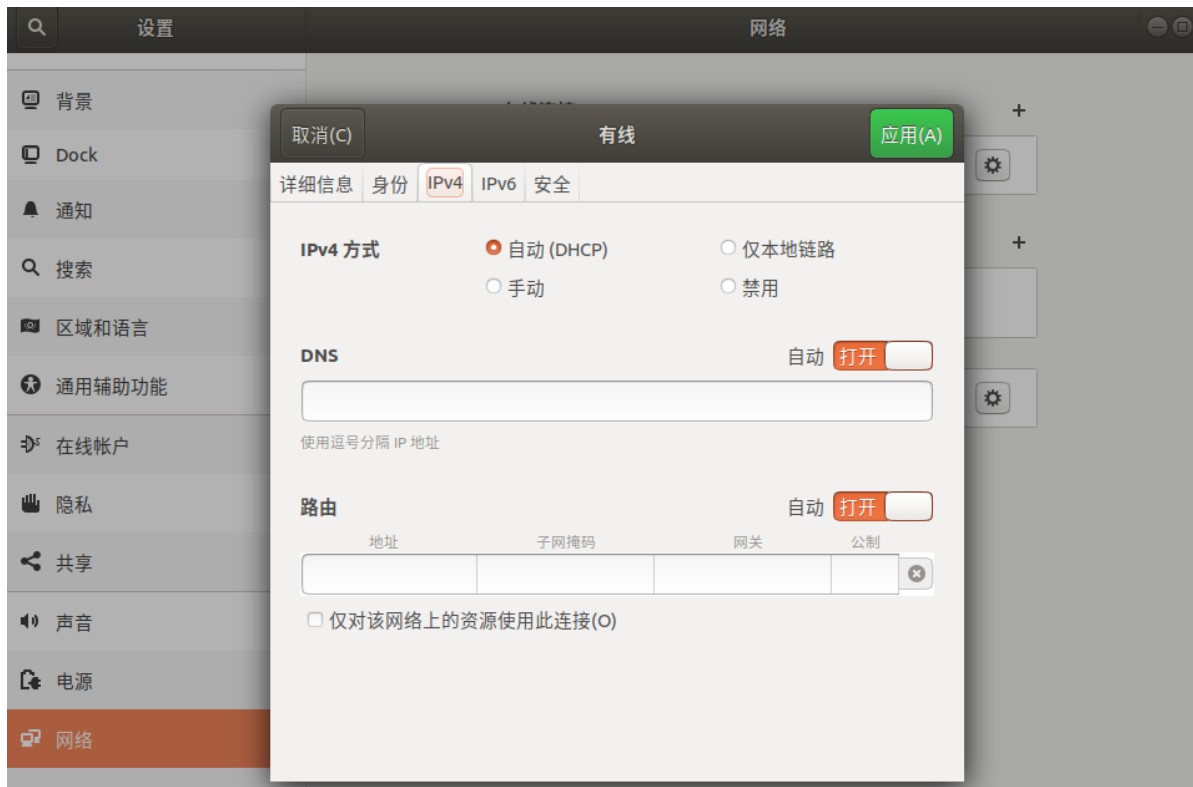 设置
网络
背景
Dock
通知
搜索
区域和语言
通用辅助功能
在线帐户
隐私
共享
声音
电源
网络
取消(C)
有线
应用(A)
详细信息 身份 IPv4 IPv6 安全
IPv4 方式
自动 (DHCP)
仅本地链路
手动
禁用
DNS
自动 打开
使用逗号分隔 IP 地址
路由
自动 打开
地址 子网掩码 网关 公制
仅对该网络上的资源使用此连接(O)